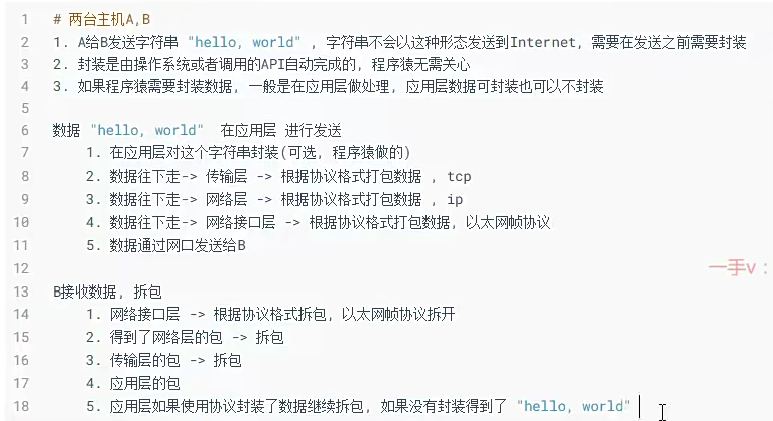 1 # 两台主机A,B
2 1. A给B发送字符串 "hello, world" , 字符串不会以这种形态发送到Internet, 需要在发送之前需要封装
3 2. 封装是由操作系统或者调用的API自动完成的, 程序猿无需关心
4 3. 如果程序猿需要封装数据, 一般是在应用层做处理, 应用层数据可封装也可以不封装
5
6 数据 "hello, world" 在应用层 进行发送
7 1. 在应用层对这个字符串封装(可选, 程序猿做的)
8 2. 数据往下走-> 传输层 -> 根据协议格式打包数据 , tcp
9 3. 数据往下走-> 网络层 -> 根据协议格式打包数据 , ip
10 4. 数据往下走-> 网络接口层 -> 根据协议格式打包数据, 以太网帧协议
11 5. 数据通过网口发送给B
12
一手v：
13 B接收数据, 拆包
14 1. 网络接口层 -> 根据协议格式拆包, 以太网帧协议拆开
15 2. 得到了网络层的包 -> 拆包
16 3. 传输层的包 -> 拆包
17 4. 应用层的包
18 5. 应用层如果使用协议封装了数据继续拆包, 如果没有封装得到了 "hello, world"